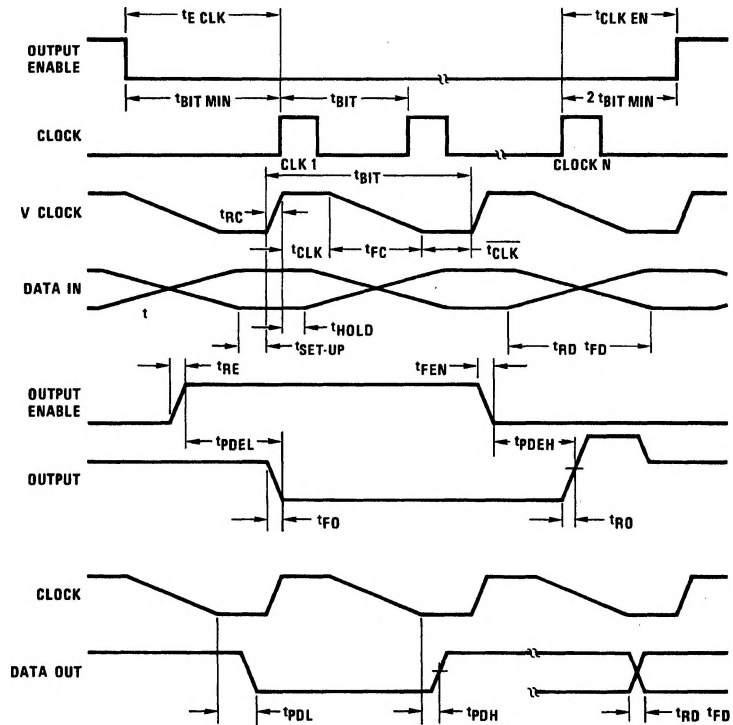 tE CLK
tCLK EN
OUTPUT
ENABLE
tBIT MIN
tBIT
2 tBIT MIN
CLOCK
CLK 1
CLOCK N
tBIT
V CLOCK
tRC
tCLK
tFC
tCLK
DATA IN
t
tHOLD
tSET-UP
tRD tFD
tRE
tFEN
OUTPUT
ENABLE
tPDEL
tPDEH
OUTPUT
tFO
tRO
CLOCK
DATA OUT
tPDL
tPDH
tRD tFD